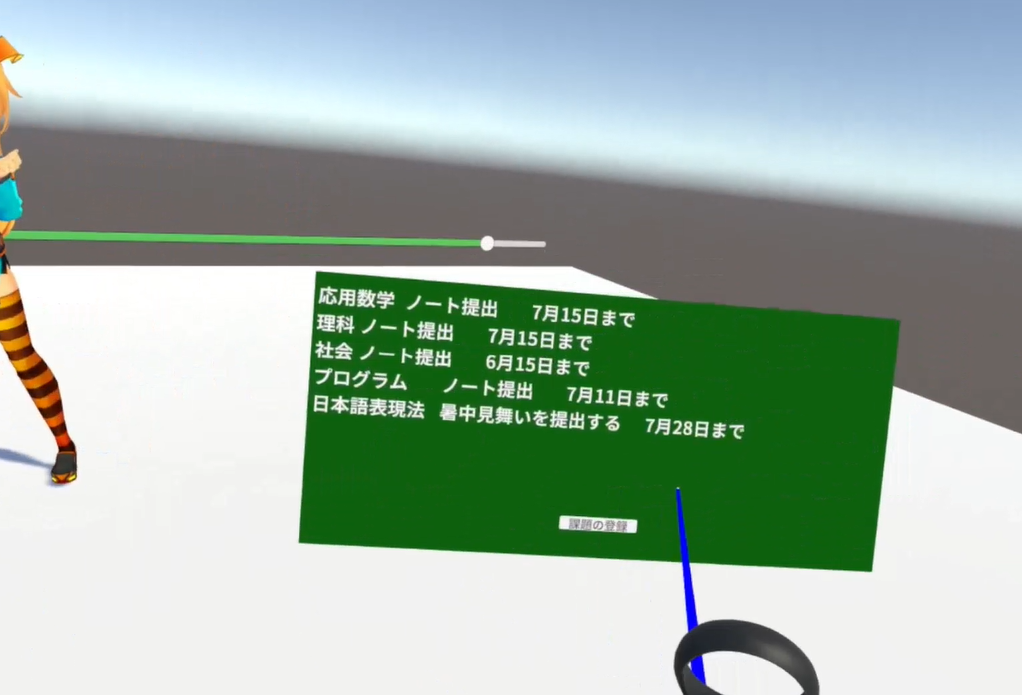 応用数学 ノート提出 7月15日まで
理科 ノート提出 7月15日まで
社会 ノート提出 6月15日まで
プログラム ノート提出 7月11日まで
日本語表現法 暑中見舞いを提出する 7月28日まで
課題の登録